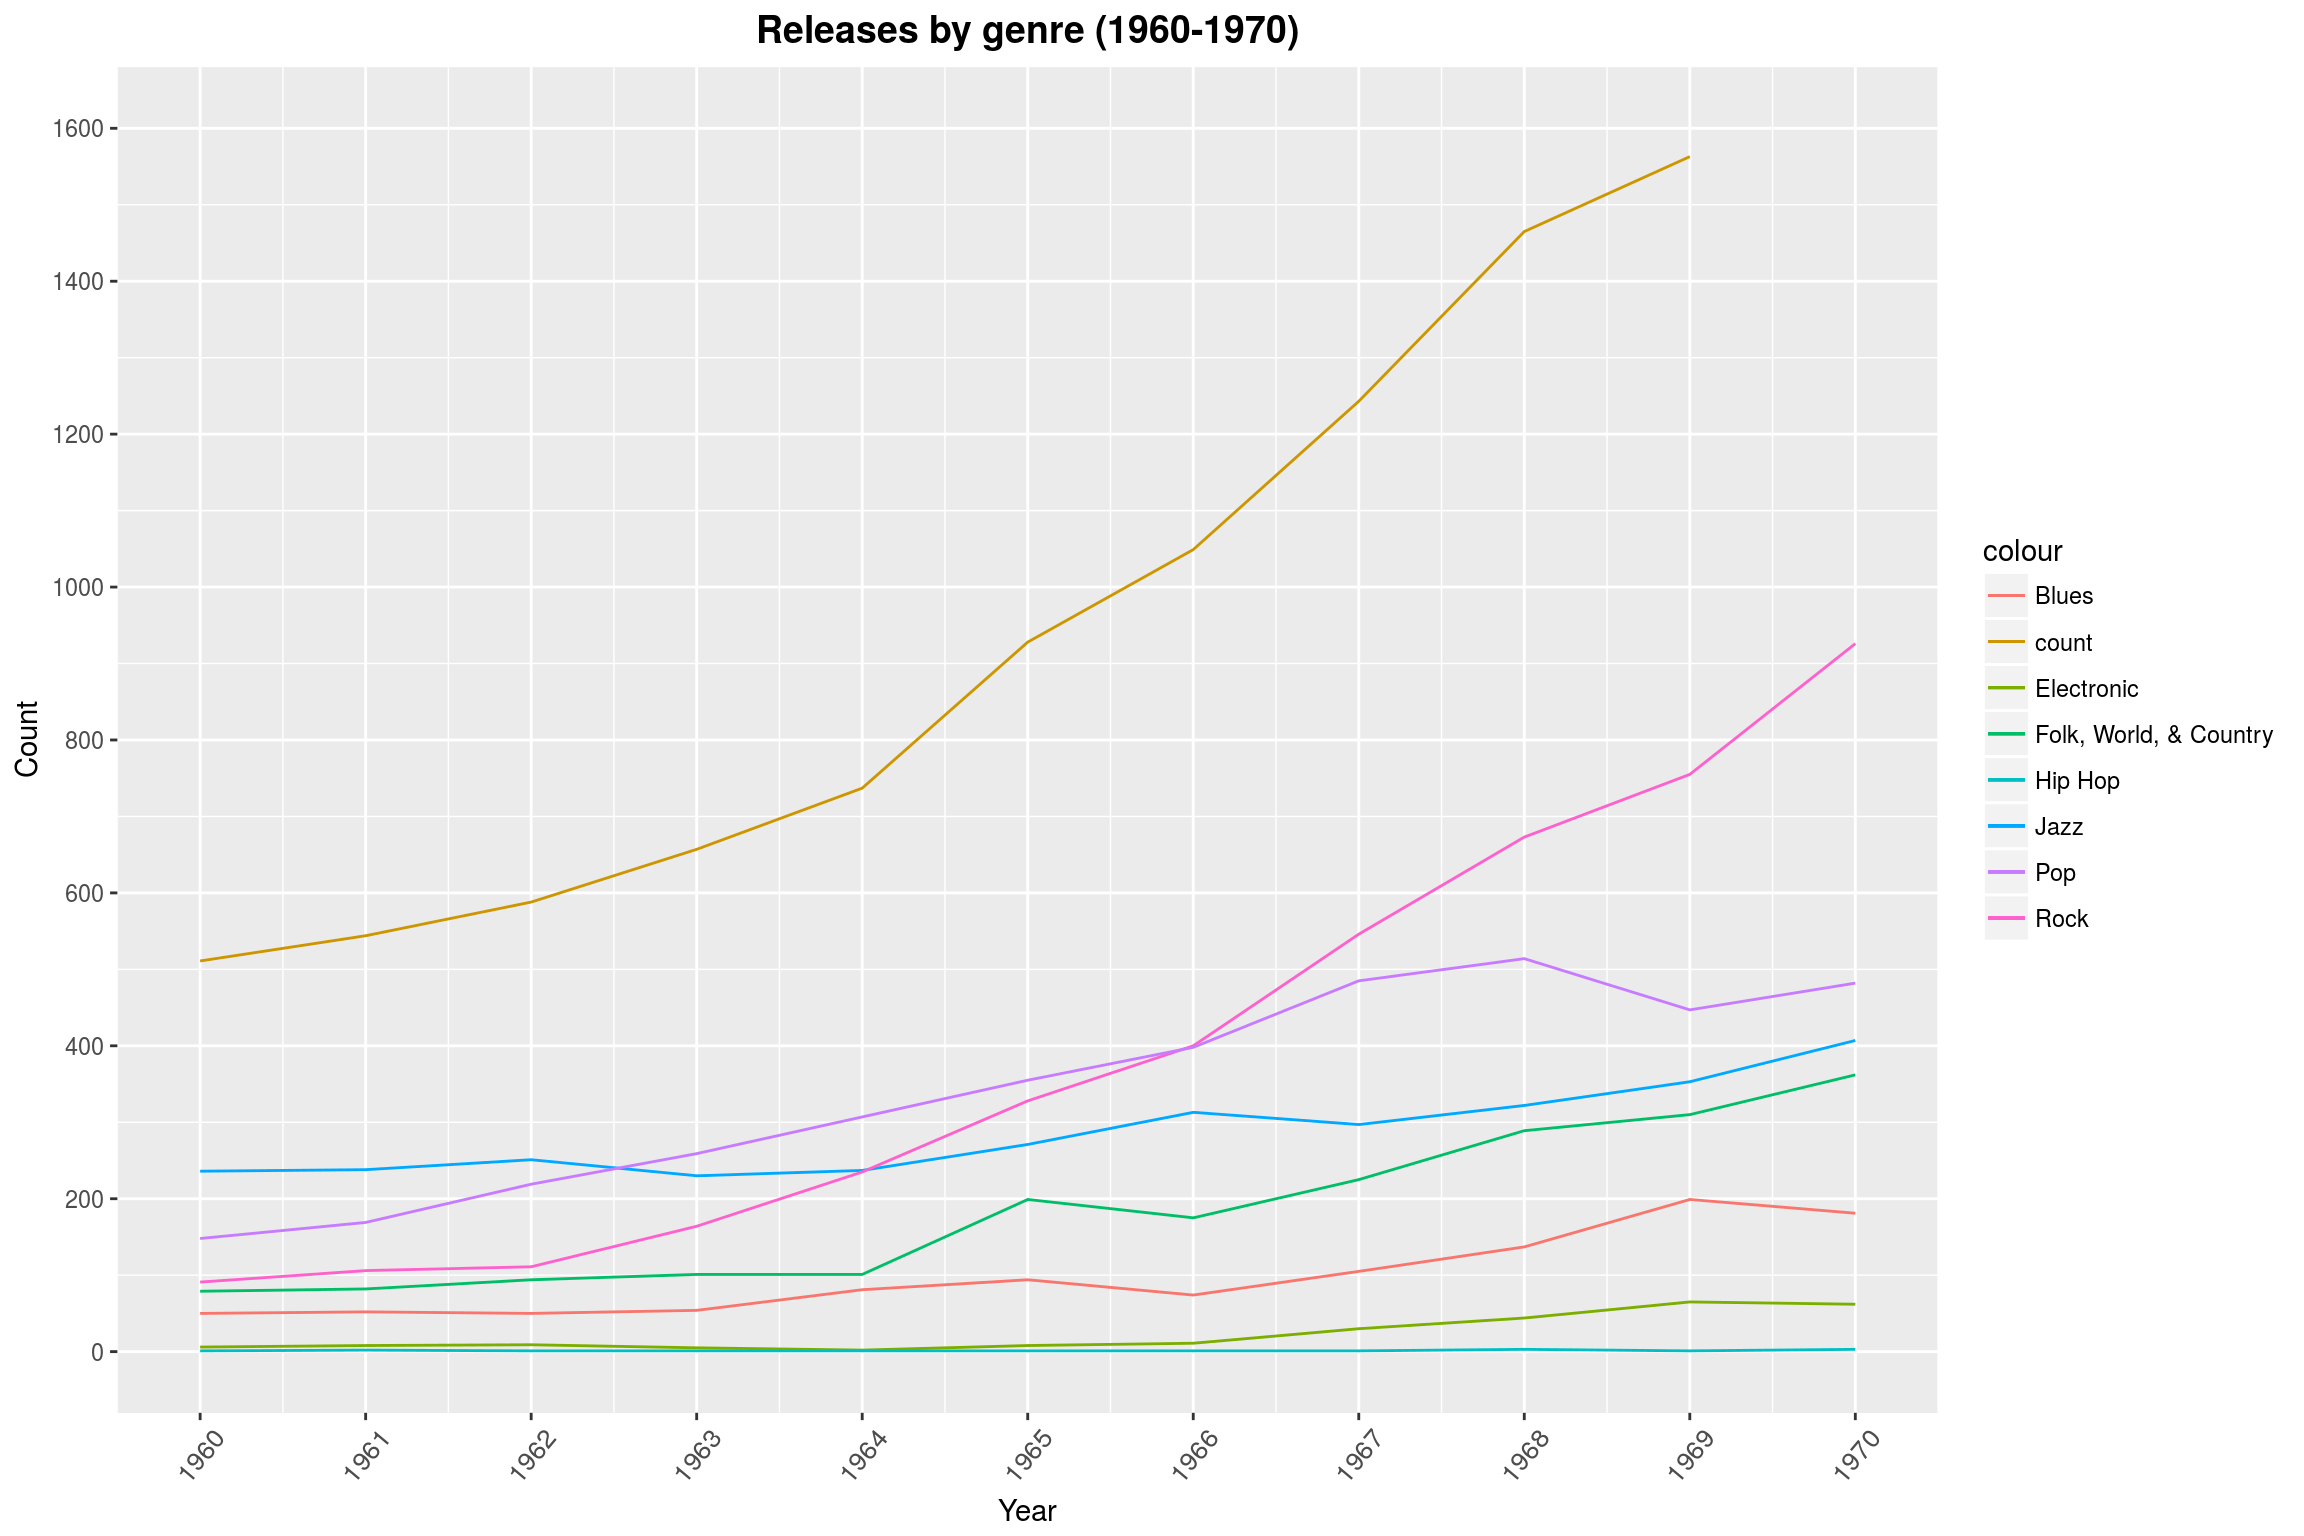 Releases by genre (1960-1970)
Count
1600
1400
1200
1000
800
600
400
200
0
1960
1961
1962
1963
1964
1965
1966
1967
1968
1969
1970
Year
colour
Blues
count
Electronic
Folk, World, & Country
Hip Hop
Jazz
Pop
Rock